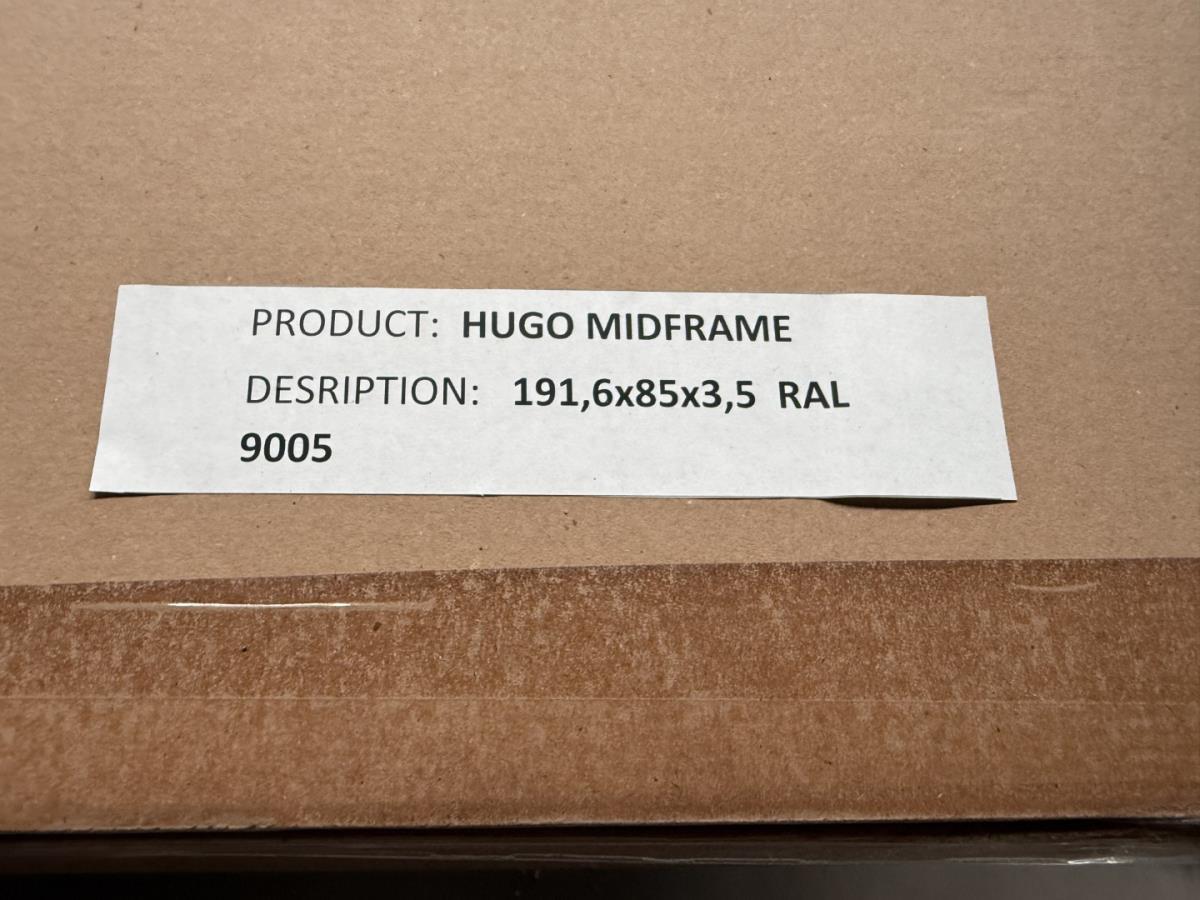 PRODUCT: HUGO MIDFRAME
DESRIPTION: 191,6x85x3,5 RAL
9005